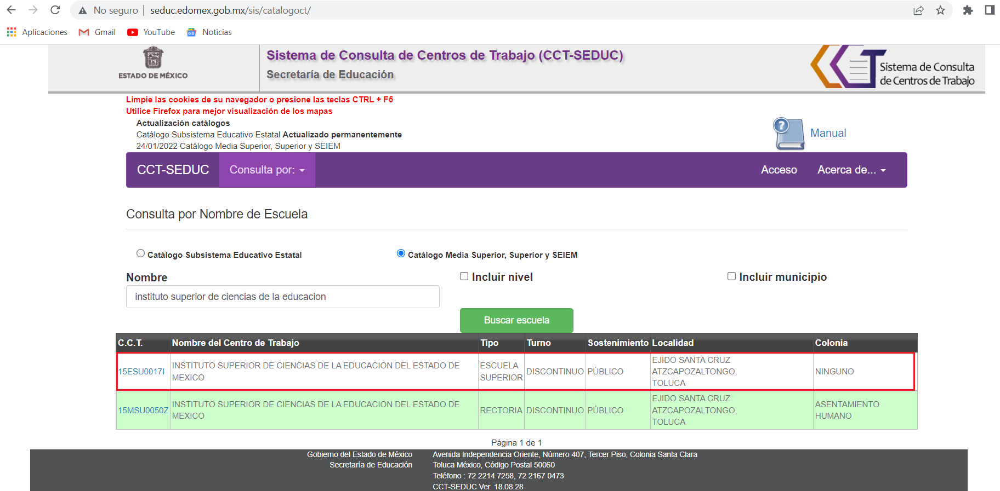 No seguro
seduc.edomex.gob.mx/sis/catalogoct/
Aplicaciones
Gmail
YouTube
Noticias
ESTADO DE MÉXICO
Sistema de Consulta de Centros de Trabajo (CCT-SEDUC)
Secretaría de Educación
Sistema de Consulta
de Centros de Trabajo
Limpie las cookies de su navegador o presione las teclas CTRL + F5
Utilice Firefox para mejor visualización de los mapas
Actualización catálogos
Catálogo Subsistema Educativo Estatal Actualizado permanentemente
24/01/2022 Catálogo Media Superior, Superior y SEIEM
Manual
CCT-SEDUC
Consulta por:
Acceso
Acerca de...
Consulta por Nombre de Escuela
Catálogo Subsistema Educativo Estatal
Catálogo Media Superior, Superior y SEIEM
Nombre
Incluir nivel
Incluir municipio
instituto superior de ciencias de la educacion
Buscar escuela
C.C.T. Nombre del Centro de Trabajo Tipo Turno Sostenimiento Localidad Colonia
15ESU0017I
INSTITUTO SUPERIOR DE CIENCIAS DE LA EDUCACION DEL ESTADO DE
MEXICO
ESCUELA
SUPERIOR
DISCONTINUO
PÚBLICO
EJIDO SANTA CRUZ
ATZCAPOZALTONGO,
TOLUCA
NINGUNO
15MSU0050Z
INSTITUTO SUPERIOR DE CIENCIAS DE LA EDUCACION DEL ESTADO DE
MEXICO
RECTORIA
DISCONTINUO
PÚBLICO
EJIDO SANTA CRUZ
ATZCAPOZALTONGO,
TOLUCA
ASENTAMIENTO
HUMANO
Página 1 de 1
Gobierno del Estado de México
Secretaría de Educación
Avenida Independencia Oriente, Número 407, Tercer Piso, Colonia Santa Clara
Toluca México, Código Postal 50060
Teléfono : 72 2214 7258, 72 2167 0473
CCT-SEDUC Ver. 18.08.28